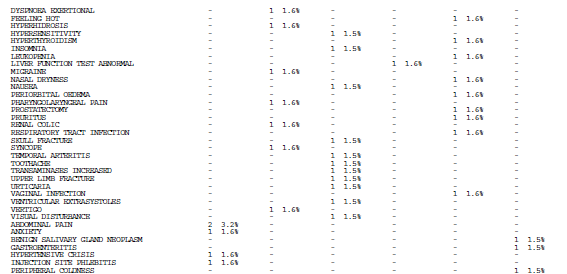 DYSPNOEA EXERTIONAL - 1 1.6% - - - -
FEELING HOT - - - - 1 1.6% -
HYPERHIDROSIS - 1 1.6% - - - -
HYPERSENSITIVITY - - 1 1.5% - - -
HYPERTHYROIDISM - - - - 1 1.6% -
INSOMNIA - - 1 1.5% - - -
LEUKOPENIA - - - - 1 1.6% -
LIVER FUNCTION TEST ABNORMAL - - - 1 1.6% - -
MIGRAINE - 1 1.6% - - - -
NASAL DRYNESS - - - - 1 1.6% -
NAUSEA - - 1 1.5% - - -
PERIORBITAL OEDEMA - - - - 1 1.6% -
PHARYNGOLARYNGEAL PAIN - 1 1.6% - - - -
PROSTATECTOMY - - - - 1 1.6% -
PRURITUS - - - - 1 1.6% -
RENAL COLIC - 1 1.6% - - - -
RESPIRATORY TRACT INFECTION - - - - 1 1.6% -
SKULL FRACTURE - - 1 1.5% - - -
SYNCOPE - 1 1.6% - - - -
TEMPORAL ARTERITIS - - 1 1.5% - - -
TOOTHACHE - - 1 1.5% - - -
TRANSAMINASES INCREASED - - 1 1.5% - - -
UPPER LIMB FRACTURE - - 1 1.5% - - -
URTICARIA - - 1 1.5% - - -
VAGINAL INFECTION - - - - 1 1.6% -
VENTRICULAR EXTRASYSTOLES - - 1 1.5% - - -
VERTIGO - 1 1.6% - - - -
VISUAL DISTURBANCE - - 1 1.5% - - -
ABDOMINAL PAIN 2 3.2% - - - - -
ANXIETY 1 1.6% - - - - -
BENIGN SALIVARY GLAND NEOPLASM - - - - - 1 1.5%
GASTROENTERITIS - - - - - 1 1.5%
HYPERTENSIVE CRISIS 1 1.6% - - - - -
INJECTION SITE PHLEBITIS 1 1.6% - - - - -
PERIPHERAL COLDNESS - - - - - 1 1.5%